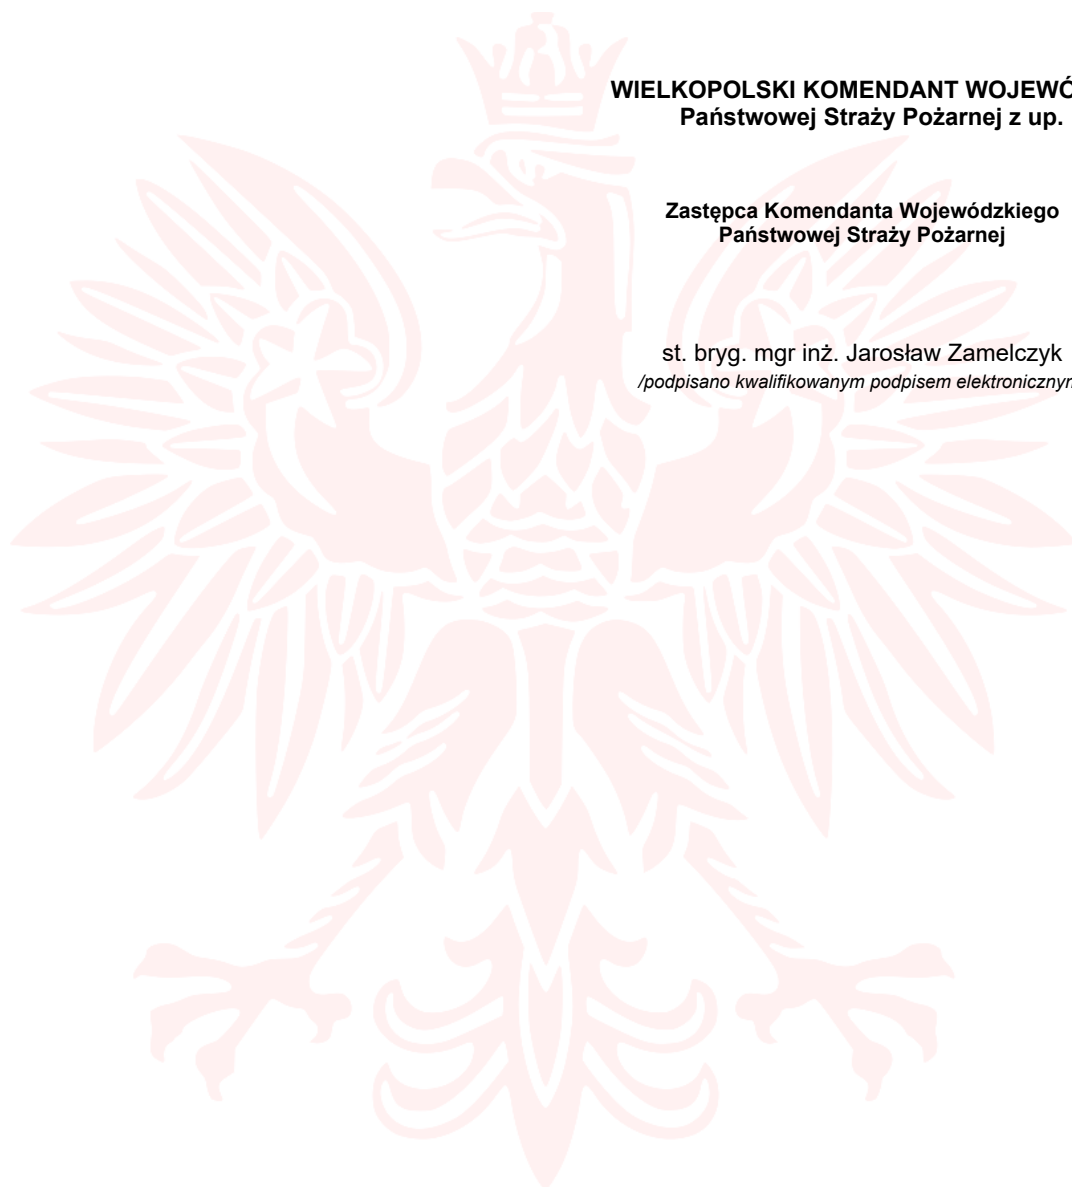 WIELKOPOLSKI KOMENDANT
Państwowej Straży Pożarnej z up.
Zastępca Komendanta Wojewódzkiego
Państwowej Straży Pożarnej
st. bryg. mgr inż. Jarosław Zamelczyk
/podpisano kwalifikowanym podpisem